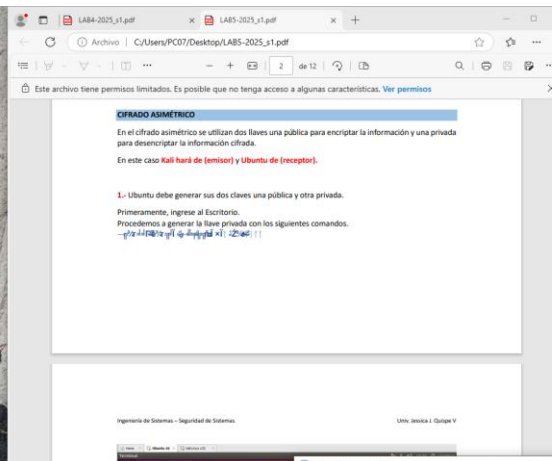 LAB4-2025_s1.pdf
LAB5-2025_s1.pdf
Archivo | C:/Users/PC07/Desktop/LAB5-2025_s1.pdf
2 de 12
Este archivo tiene permisos limitados. Es posible que no tenga acceso a algunas características. Ver permisos
CIFRADO ASIMÉTRICO
En el cifrado asimétrico se utilizan dos llaves una pública para encriptar la información y una privada
para desencriptar la información cifrada.
En este caso Kali hará de (emisor) y Ubuntu de (receptor).
1.- Ubuntu debe generar sus dos claves una pública y otra privada.
Primeramente, ingrese al Escritorio.
Procedemos a generar la llave privada con los siguientes comandos.
Ingeniería de Sistemas – Seguridad de Sistemas
Univ. Jessica J. Quispe V
Terminal